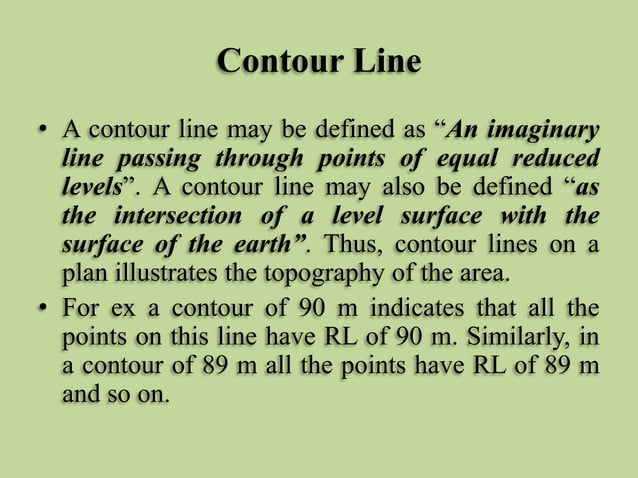 Contour Line
• A contour line may be defined as “An imaginary
line passing through points of equal reduced
levels”. A contour line may also be defined “as
the intersection of a level surface with the
surface of the earth”. Thus, contour lines on a
plan illustrates the topography of the area.
• For ex a contour of 90 m indicates that all the
points on this line have RL of 90 m. Similarly, in
a contour of 89 m all the points have RL of 89 m
and so on.